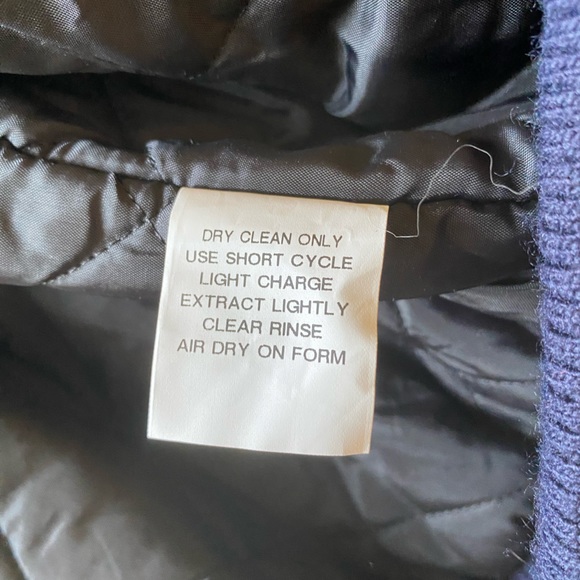 DRY CLEAN ONLY
USE SHORT CYCLE
LIGHT CHARGE
EXTRACT LIGHTLY
CLEAR RINSE
AIR DRY ON FORM